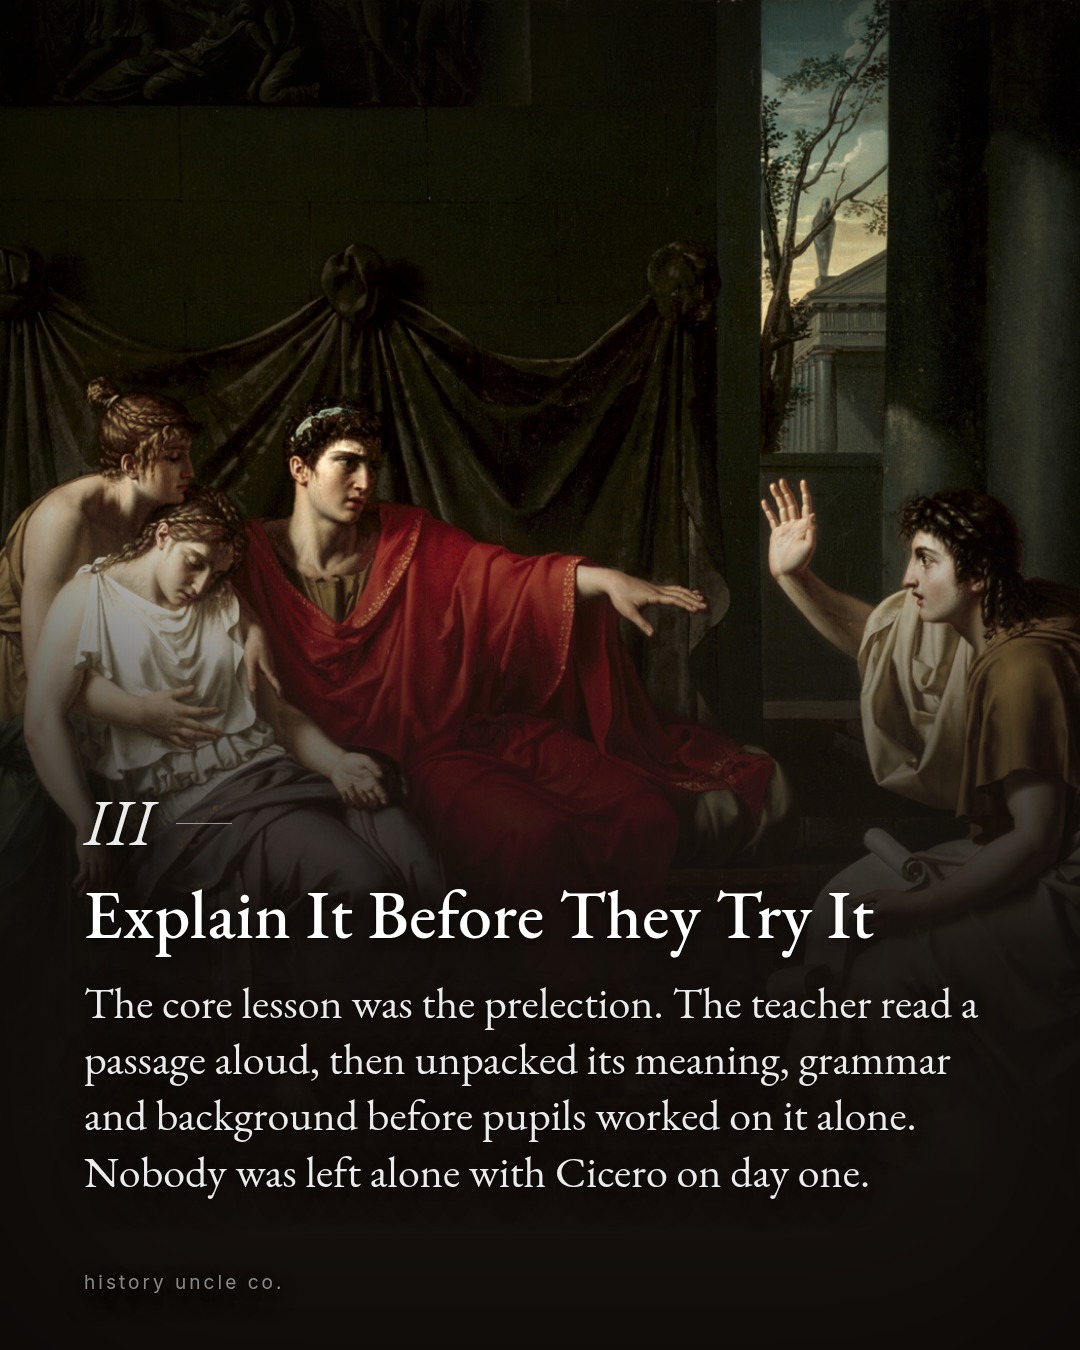 III
Explain It Before They Try It
The core lesson was the prelection. The teacher read a
passage aloud, then unpacked its meaning, grammar
and background before pupils worked on it alone.
Nobody was left alone with Cicero on day one.
history uncle co.